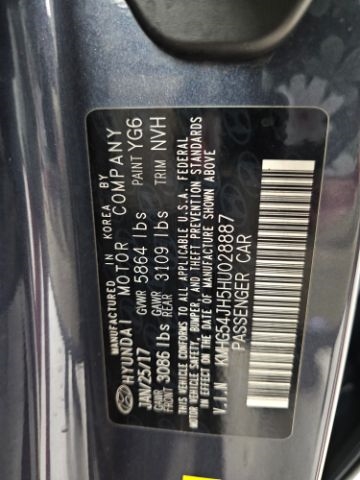 MANUFACTURED IN KOREA BY
HYUNDAI MOTOR COMPANY
JAN/25/17 GVWR 5864 lbs PAINT YG6
GAWR FRONT 3086 lbs GAWR REAR 3109 lbs TRIM NVH
THIS VEHICLE CONFORMS TO ALL APPLICABLE U.S.A. FEDERAL
MOTOR VEHICLE SAFETY, BUMPER, AND THEFT PREVENTION STANDARDS
IN EFFECT ON THE DATE OF MANUFACTURE SHOWN ABOVE
V.I.N KMTG54JH5HU028887
PASSENGER CAR